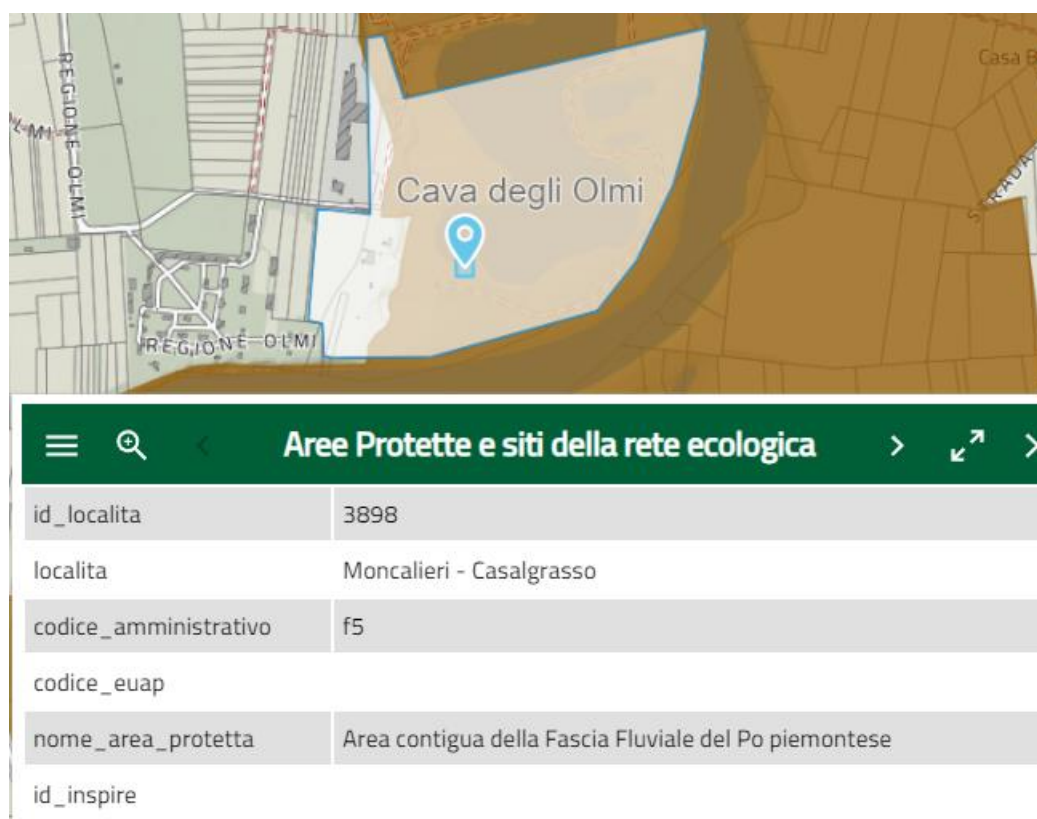 REGIONE OLMI
OLMI
Casa B
Cava degli Olmi
STRADA
REGIONE OLMI
Aree Protette e siti della rete ecologica
id_localita 3898
localita Moncalieri - Casalgrasso
codice_amministrativo f5
codice_euap
nome_area_protetta Area contigua della Fascia Fluviale del Po piemontese
id_inspire